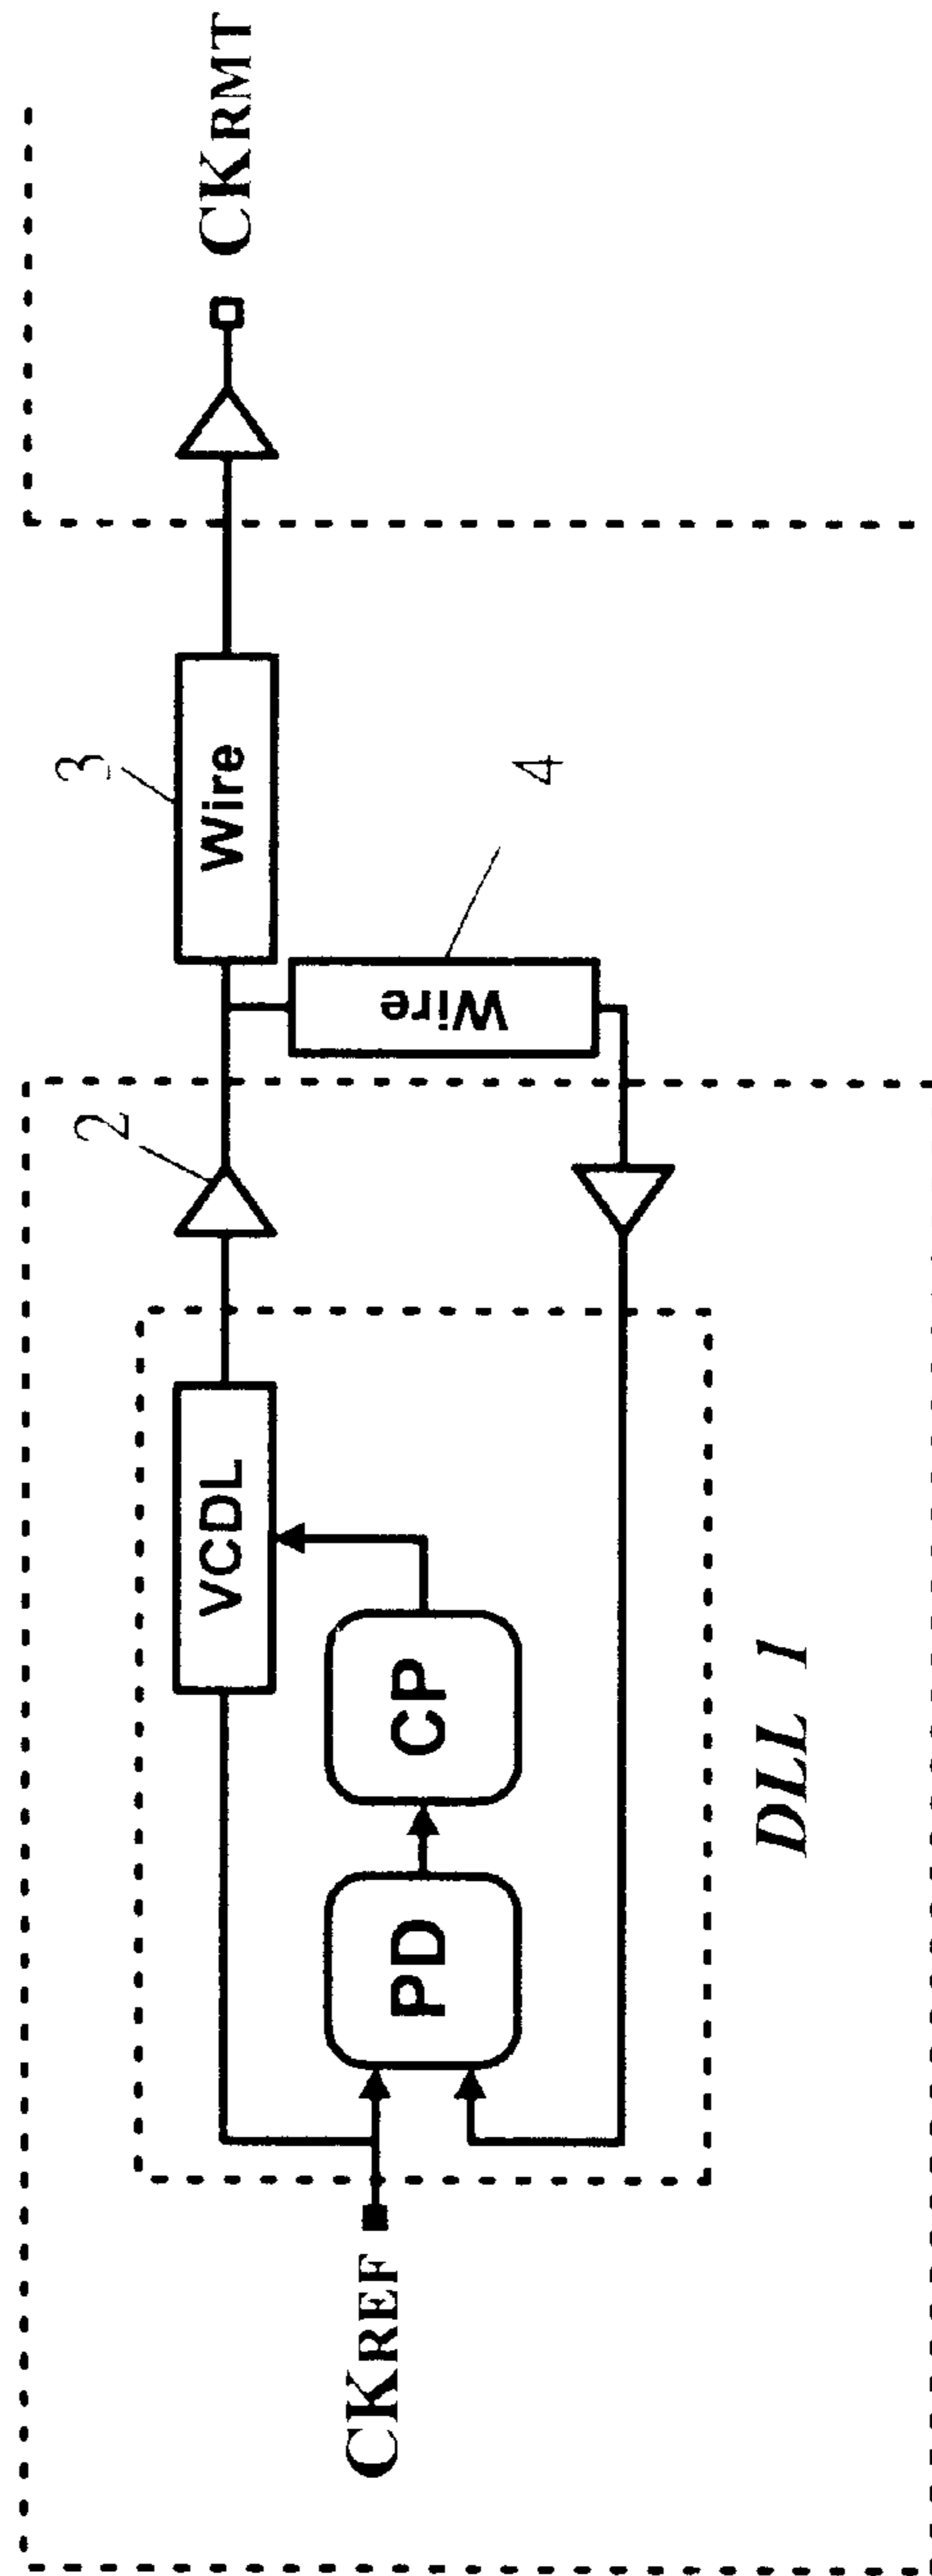 CKREF
PD
CP
VCDL
2
3
Wire
4
Wire
CKRMT
DLL 1